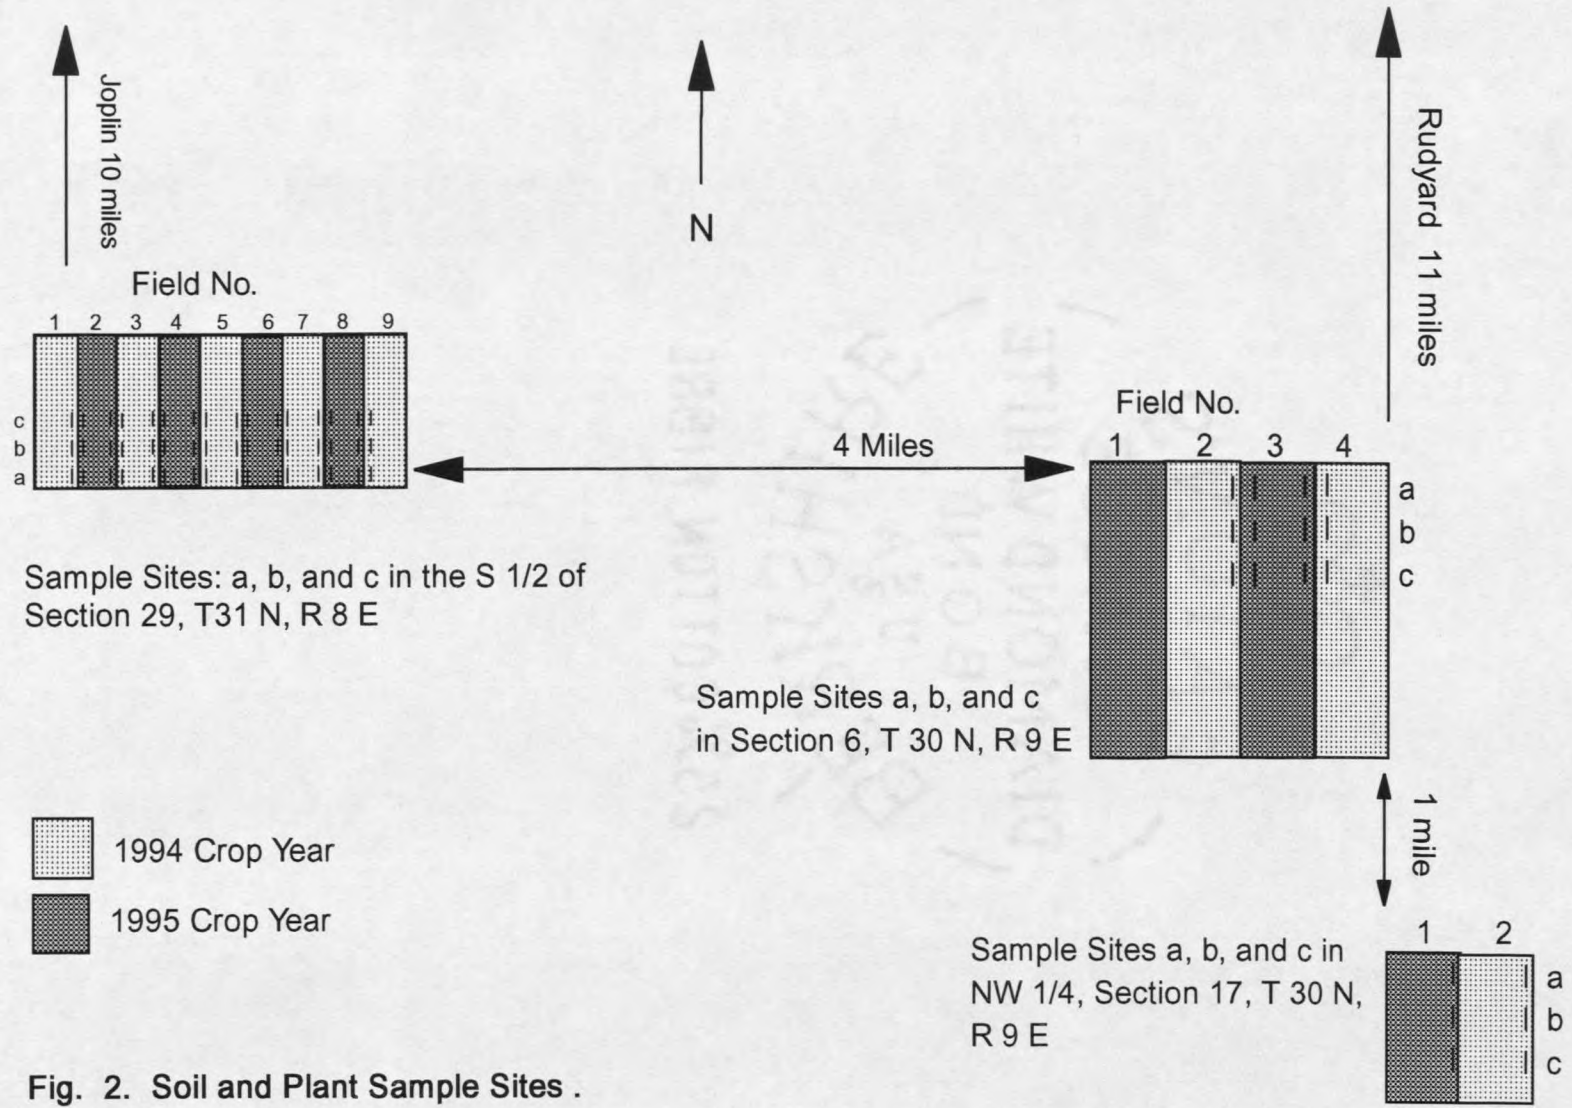 Joplin 10 miles
N
Rudyard 11 miles
Field No.
1 2 3 4 5 6 7 8 9
c
b
a
4 Miles
Field No.
1 2 3 4
a
b
c
Sample Sites: a, b, and c in the S 1/2 of
Section 29, T31 N, R 8 E
Sample Sites a, b, and c
in Section 6, T 30 N, R 9 E
1 mile
1994 Crop Year
1995 Crop Year
Sample Sites a, b, and c in
NW 1/4, Section 17, T 30 N,
R 9 E
1 2
a
b
c
Fig. 2. Soil and Plant Sample Sites .